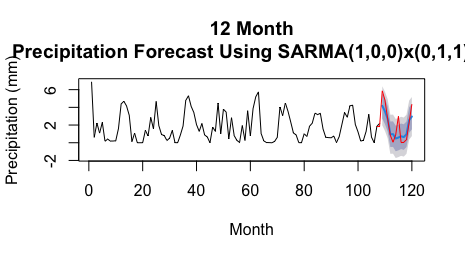 12 Month
Precipitation Forecast Using SARMA(1,0,0)x(0,1,1)
Precipitation (mm)
6
2
-2
0 20 40 60 80 100 120
Month